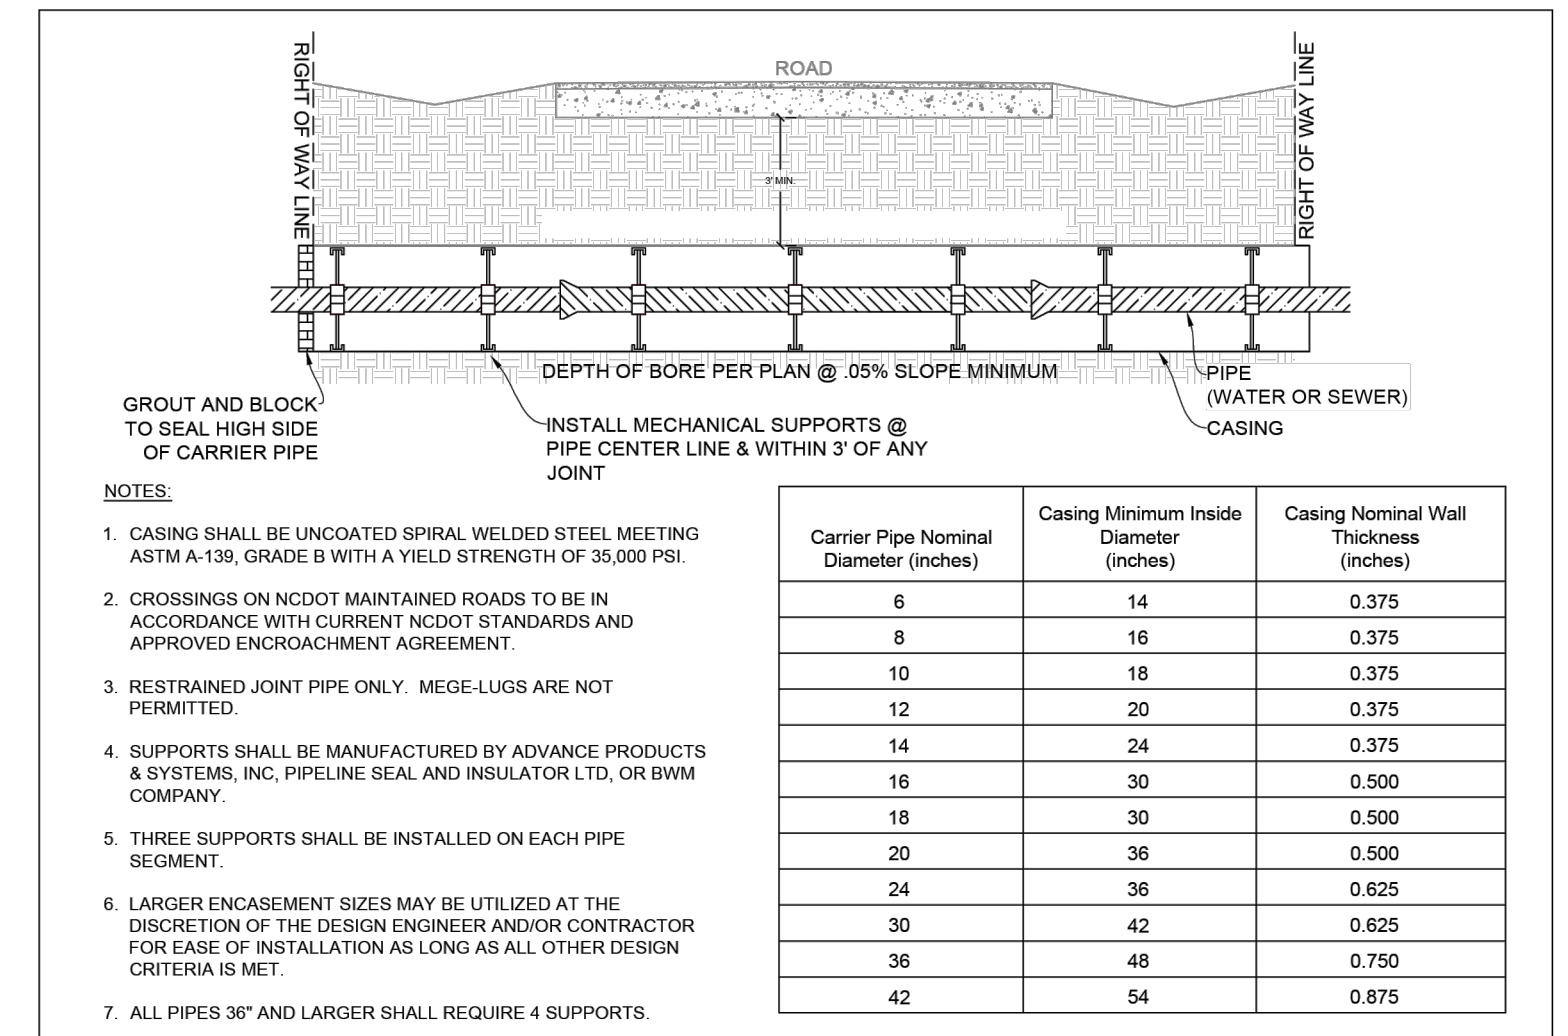 ROAD
RIGHT OF WAY LINE
RIGHT OF WAY LINE
3' MIN.
DEPTH OF BORE PER PLAN @ .05% SLOPE MINIMUM
PIPE
(WATER OR SEWER)
CASING
GROUT AND BLOCK
TO SEAL HIGH SIDE
OF CARRIER PIPE
INSTALL MECHANICAL SUPPORTS @
PIPE CENTER LINE & WITHIN 3' OF ANY
JOINT
NOTES:
1. CASING SHALL BE UNCOATED SPIRAL WELDED STEEL MEETING
ASTM A-139, GRADE B WITH A YIELD STRENGTH OF 35,000 PSI.
2. CROSSINGS ON NCDOT MAINTAINED ROADS TO BE IN
ACCORDANCE WITH CURRENT NCDOT STANDARDS AND
APPROVED ENCROACHMENT AGREEMENT.
3. RESTRAINED JOINT PIPE ONLY. MEGE-LUGS ARE NOT
PERMITTED.
4. SUPPORTS SHALL BE MANUFACTURED BY ADVANCE PRODUCTS
& SYSTEMS, INC, PIPELINE SEAL AND INSULATOR LTD, OR BWM
COMPANY.
5. THREE SUPPORTS SHALL BE INSTALLED ON EACH PIPE
SEGMENT.
6. LARGER ENCASEMENT SIZES MAY BE UTILIZED AT THE
DISCRETION OF THE DESIGN ENGINEER AND/OR CONTRACTOR
FOR EASE OF INSTALLATION AS LONG AS ALL OTHER DESIGN
CRITERIA IS MET.
7. ALL PIPES 36" AND LARGER SHALL REQUIRE 4 SUPPORTS.
Carrier Pipe Nominal
Diameter (inches)
Casing Minimum Inside
Diameter
(inches)
Casing Nominal Wall
Thickness
(inches)
6 14 0.375
8 16 0.375
10 18 0.375
12 20 0.375
14 24 0.375
16 30 0.500
18 30 0.500
20 36 0.500
24 36 0.625
30 42 0.625
36 48 0.750
42 54 0.875